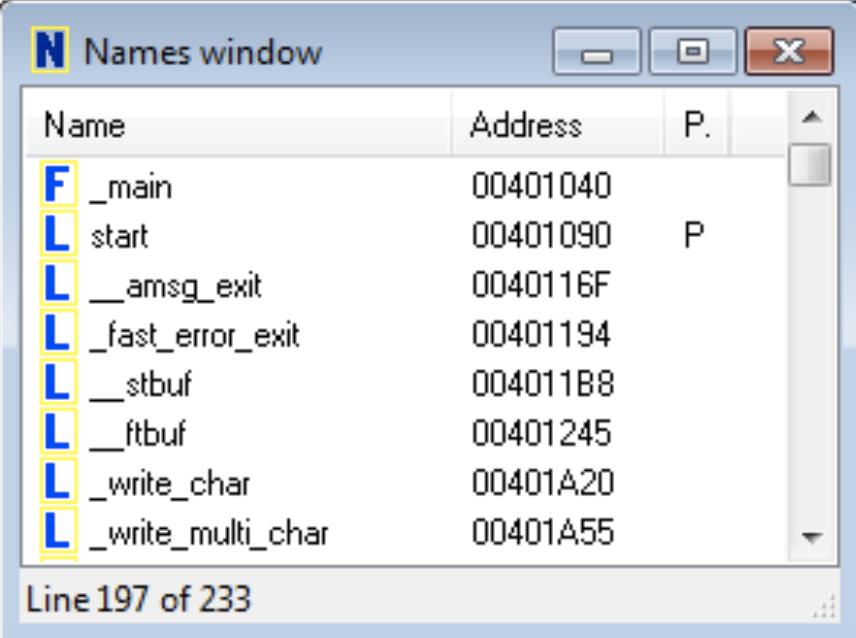 N Names window
Name Address P.
F _main 00401040
L start 00401090 P
L __amsg_exit 0040116F
L _fast_error_exit 00401194
L __stbuf 004011B8
L __ftbuf 00401245
L _write_char 00401A20
L _write_multi_char 00401A55
Line 197 of 233